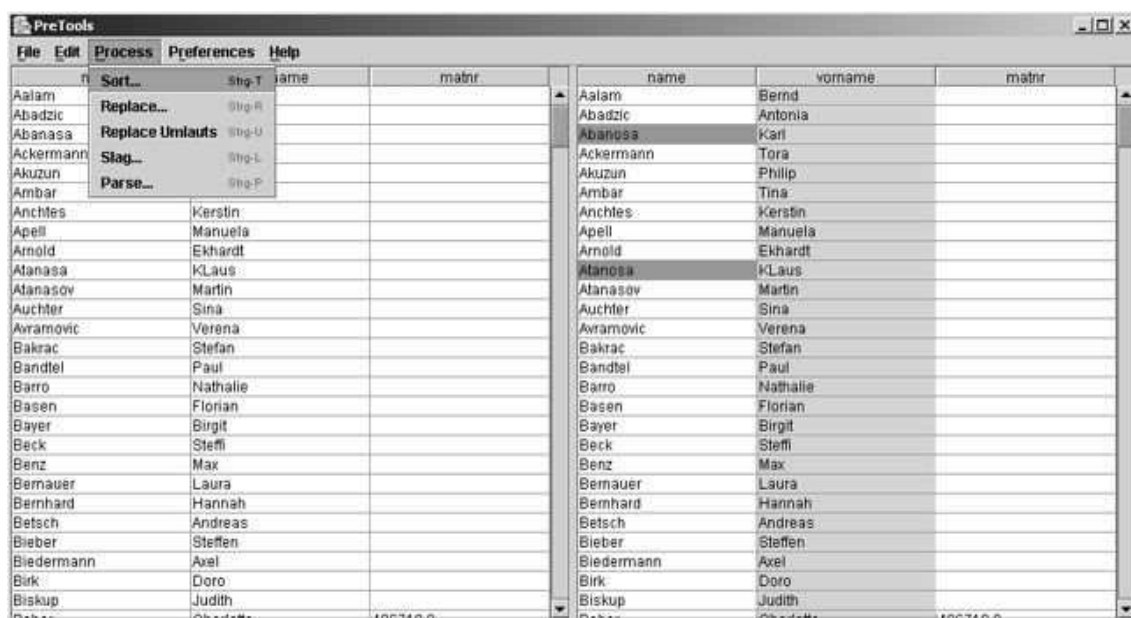 PreTools
File Edit Process Preferences Help
name matnr name vorname matnr
Sort... Strg-T
Replace... Strg-R
Replace Umlauts Strg-U
Slag... Strg-L
Parse... Strg-P
Aalam Aalam Bernd
Abadzic Abadzic Antonia
Abanasa Abanosa Karl
Ackermann Ackermann Tora
Akuzun Akuzun Philip
Ambar Ambar Tina
Anchtes Kerstin Anchtes Kerstin
Apell Manuela Apell Manuela
Arnold Ekhardt Arnold Ekhardt
Atanasa KLaus Atanosa KLaus
Atanasov Martin Atanasov Martin
Auchter Sina Auchter Sina
Avramovic Verena Avramovic Verena
Bakrac Stefan Bakrac Stefan
Bandtel Paul Bandtel Paul
Barro Nathalie Barro Nathalie
Basen Florian Basen Florian
Bayer Birgit Bayer Birgit
Beck Steffi Beck Steffi
Benz Max Benz Max
Bernauer Laura Bernauer Laura
Bernhard Hannah Bernhard Hannah
Betsch Andreas Betsch Andreas
Bieber Steffen Bieber Steffen
Biedermann Axel Biedermann Axel
Birk Doro Birk Doro
Biskup Judith Biskup Judith